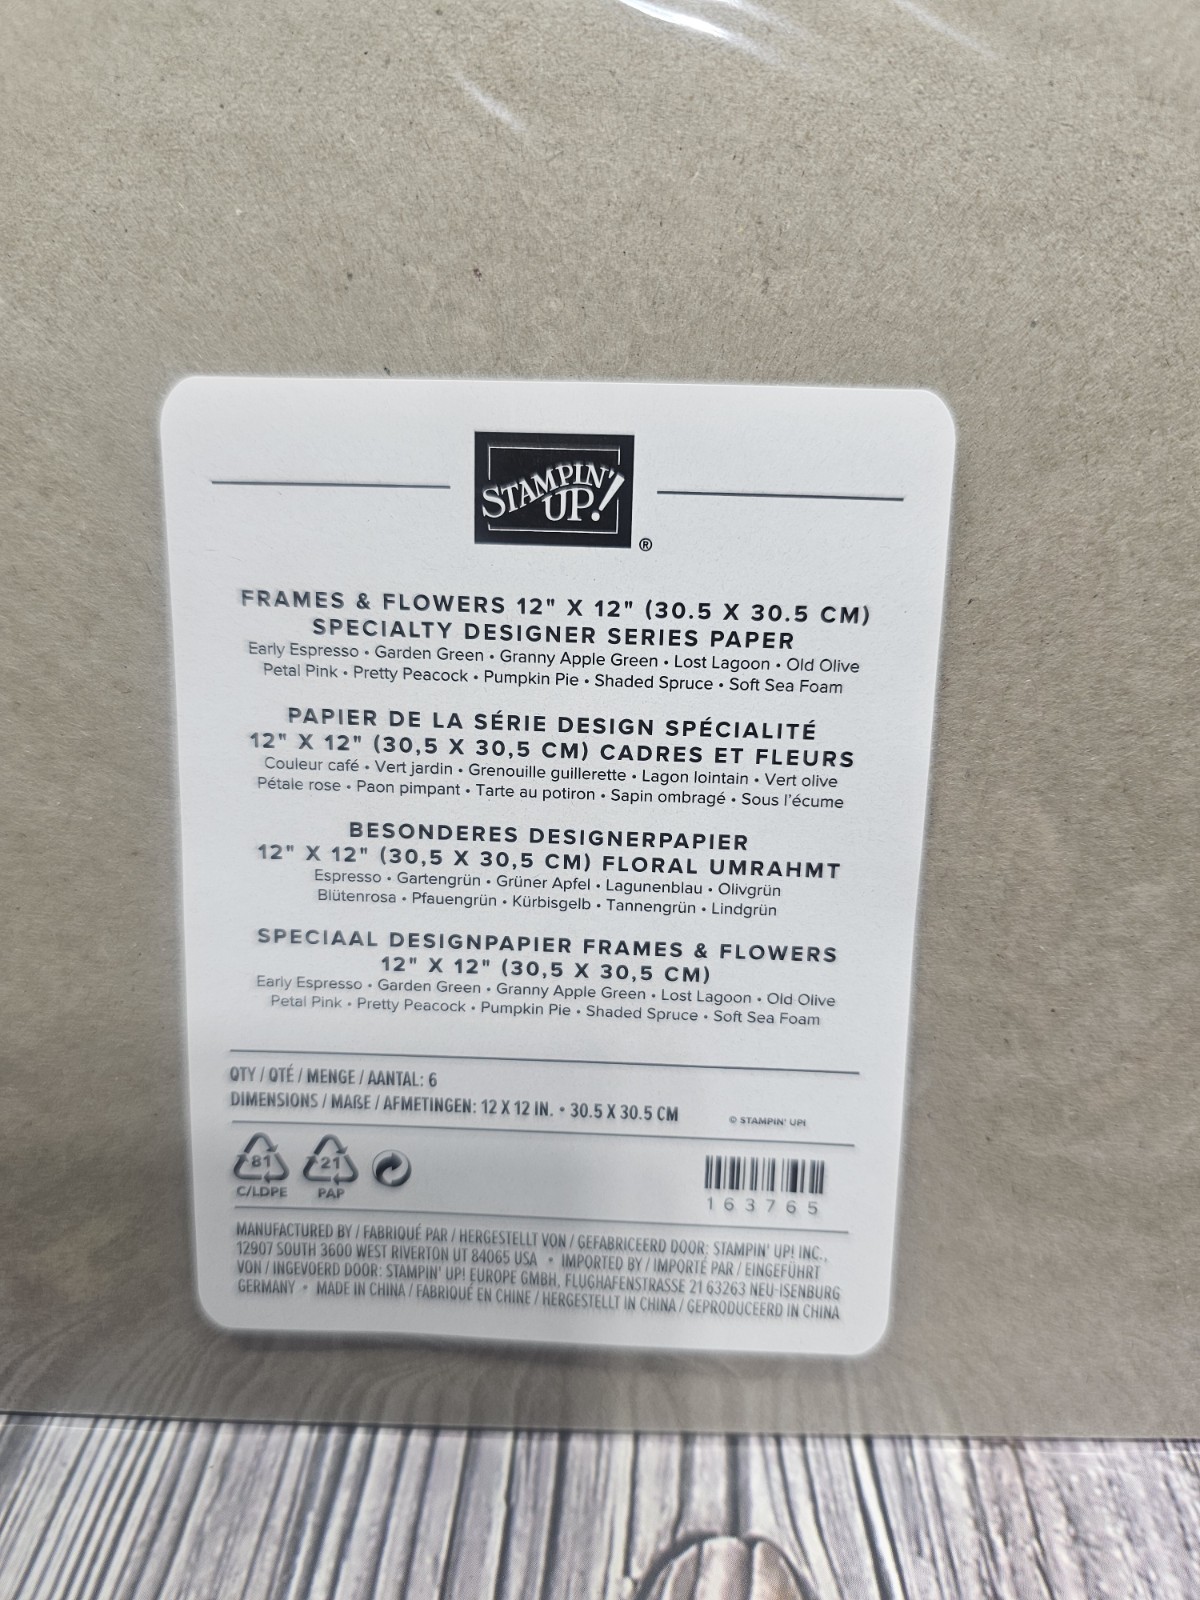 STAMPIN' UP!
®
FRAMES & FLOWERS 12" X 12" (30.5 X 30.5 CM)
SPECIALTY DESIGNER SERIES PAPER
Early Espresso • Garden Green • Granny Apple Green • Lost Lagoon • Old Olive
Petal Pink • Pretty Peacock • Pumpkin Pie • Shaded Spruce • Soft Sea Foam
PAPIER DE LA SÉRIE DESIGN SPÉCIALITÉ
12" X 12" (30,5 X 30,5 CM) CADRES ET FLEURS
Couleur café • Vert jardin • Grenouille guillerette • Lagon lointain • Vert olive
Pétale rose • Paon pimpant • Tarte au potiron • Sapin ombragé • Sous l'écume
BESONDERES DESIGNERPAPIER
12" X 12" (30,5 X 30,5 CM) FLORAL UMRAHMT
Espresso • Gartengrün • Grüner Apfel • Lagunenblau • Olivgrün
Blütenrosa • Pfauengrün • Kürbisgelb • Tannengrün • Lindgrün
SPECIAAL DESIGNPAPIER FRAMES & FLOWERS
12" X 12" (30,5 X 30,5 CM)
Early Espresso • Garden Green • Granny Apple Green • Lost Lagoon • Old Olive
Petal Pink • Pretty Peacock • Pumpkin Pie • Shaded Spruce • Soft Sea Foam
QTY / QTÉ / MENGE / AANTAL: 6
DIMENSIONS / MAßE / AFMETINGEN: 12 X 12 IN. • 30.5 X 30.5 CM
© STAMPIN' UP!
81 21
C/LDPE PAP
163765
MANUFACTURED BY / FABRIQUÉ PAR / HERGESTELLT VON / GEFABRICEERD DOOR: STAMPIN' UP! INC.,
12907 SOUTH 3600 WEST RIVERTON UT 84065 USA • IMPORTED BY / IMPORTÉ PAR / EINGEFÜHRT
VON / INGEVOERD DOOR: STAMPIN' UP! EUROPE GMBH, FLUGHAFENSTRASSE 21 63263 NEU-ISENBURG
GERMANY • MADE IN CHINA / FABRIQUÉ EN CHINE / HERGESTELLT IN CHINA / GEPRODUCEERD IN CHINA